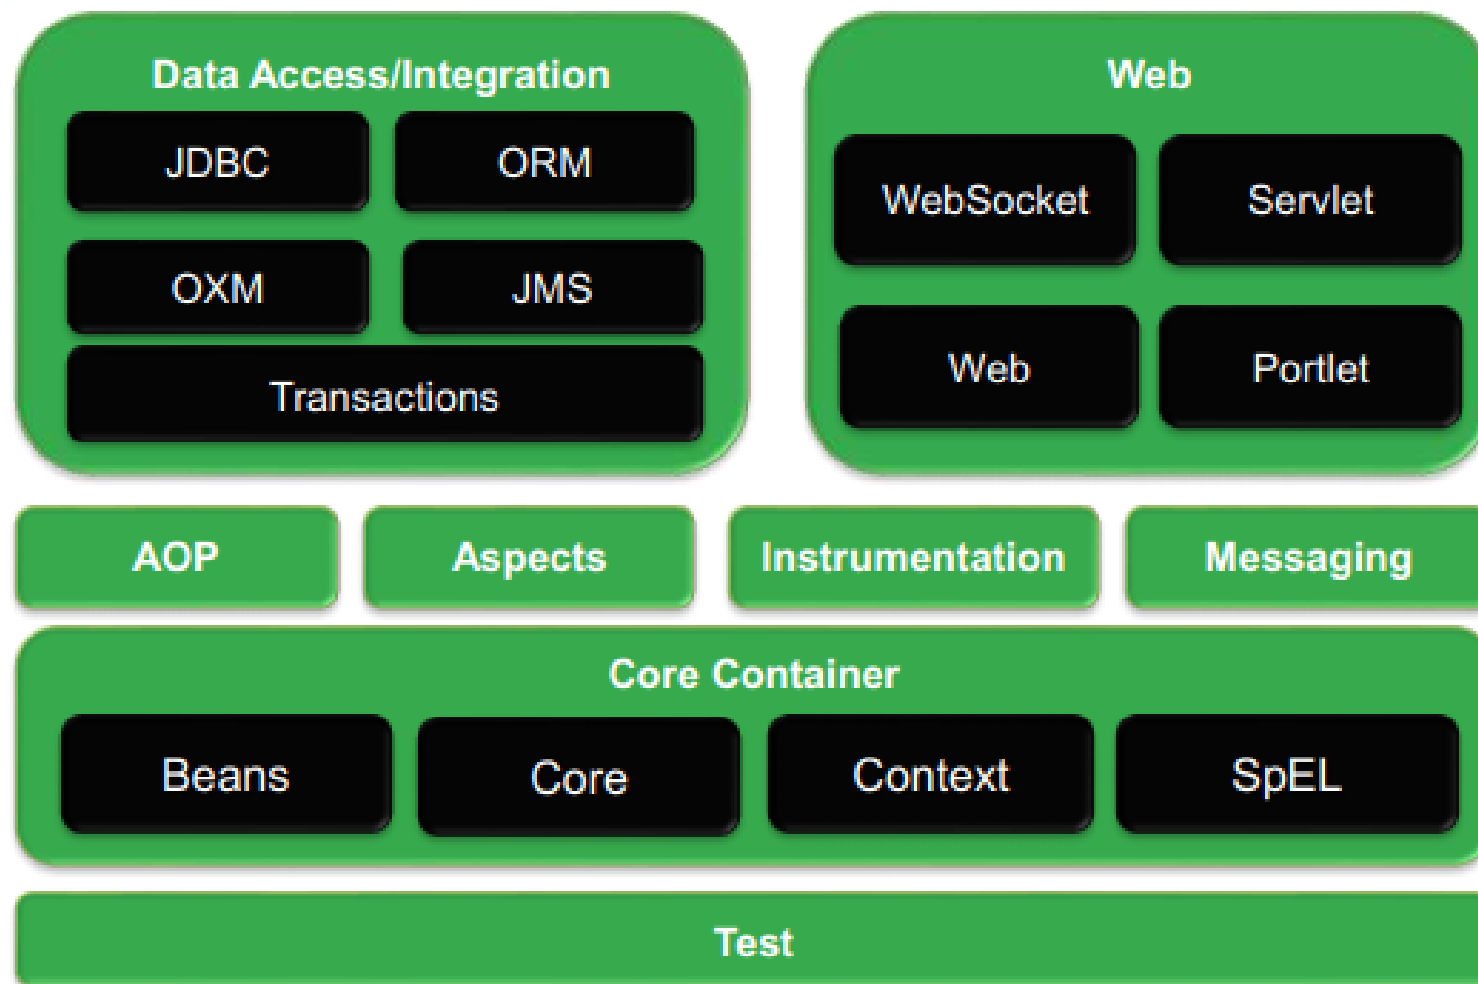 Data Access/Integration
JDBC
ORM
OXM
JMS
Transactions
Web
WebSocket
Servlet
Web
Portlet
AOP
Aspects
Instrumentation
Messaging
Core Container
Beans
Core
Context
SpEL
Test